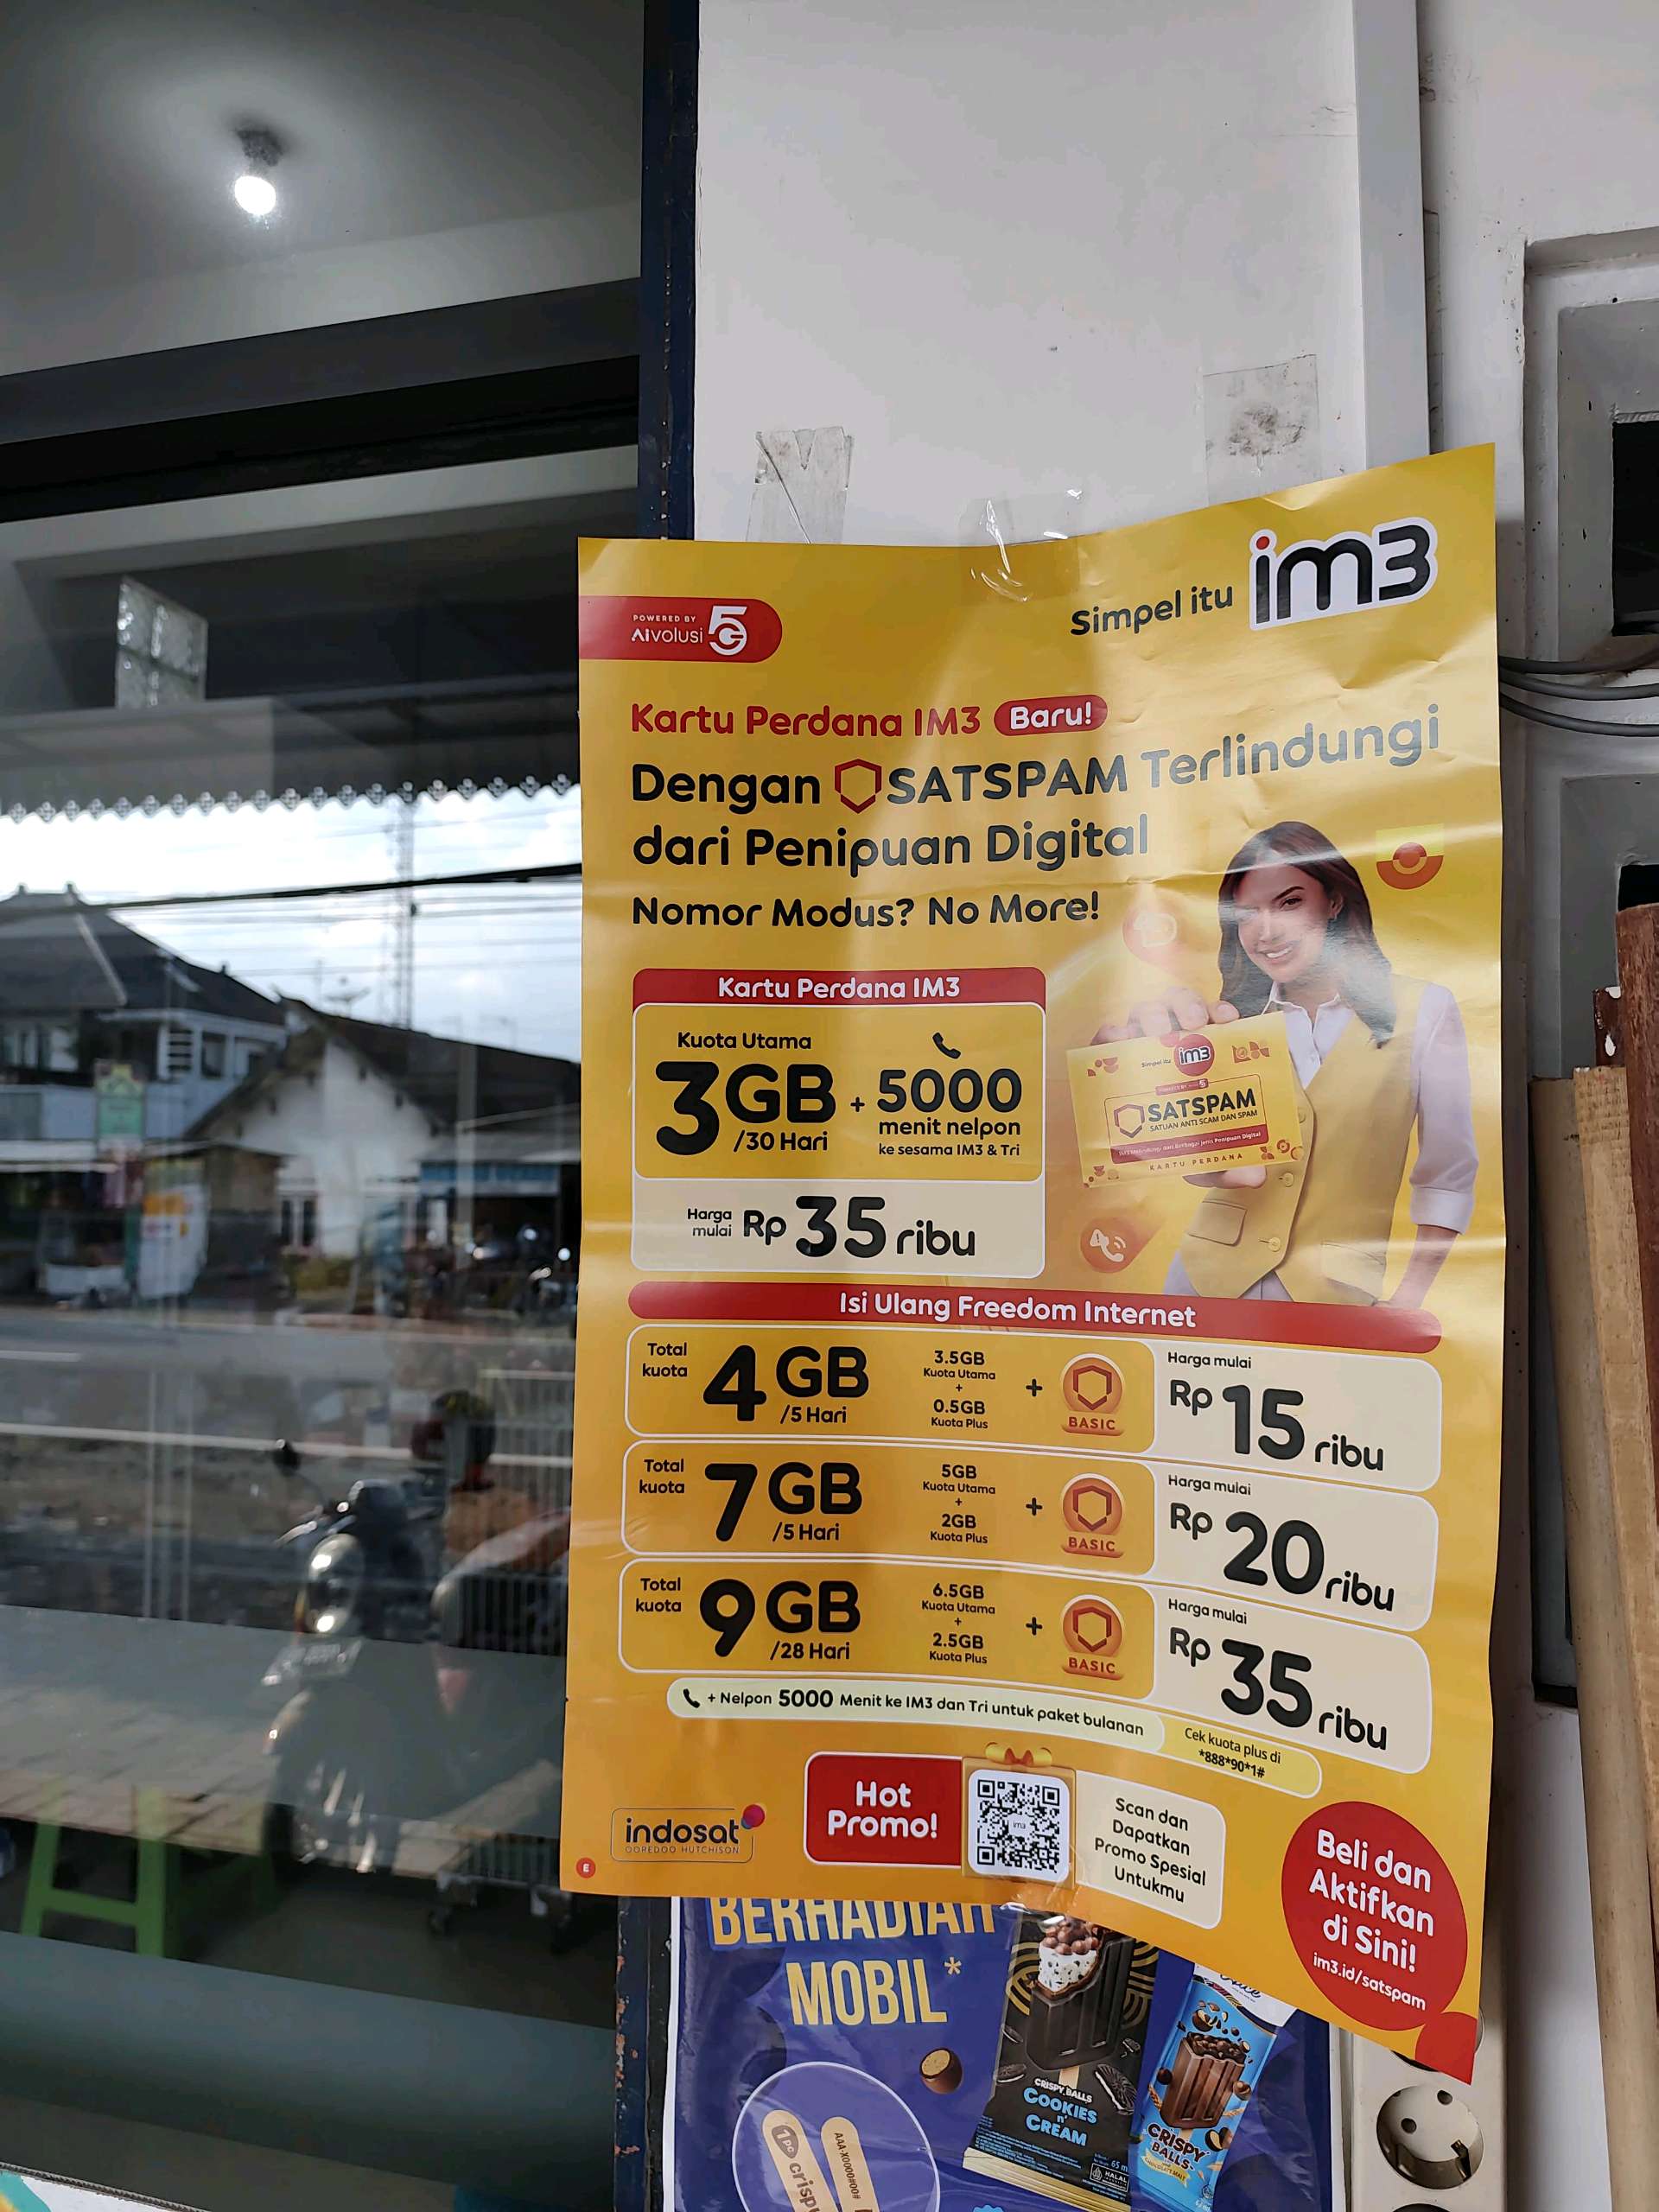 POWERED BY
AIvolusi 5G
Simpel itu im3
Kartu Perdana IM3 Baru!
Dengan SATSPAM Terlindungi
dari Penipuan Digital
Nomor Modus? No More!
Kartu Perdana IM3
Kuota Utama
3GB
/30 Hari
+
5000
menit nelpon
ke sesama IM3 & Tri
Harga
mulai
Rp 35 ribu
Simpel itu im3
SATSPAM
SATUAN ANTI SCAM DAN SPAM
KARTU PERDANA
Isi Ulang Freedom Internet
Total
kuota
4GB
/5 Hari
3.5GB
Kuota Utama
+
0.5GB
Kuota Plus
+
BASIC
Harga mulai
Rp 15 ribu
Total
kuota
7GB
/5 Hari
5GB
Kuota Utama
+
2GB
Kuota Plus
+
BASIC
Harga mulai
Rp 20 ribu
Total
kuota
9GB
/28 Hari
6.5GB
Kuota Utama
+
2.5GB
Kuota Plus
+
BASIC
Harga mulai
Rp 35 ribu
+ Nelpon 5000 Menit ke IM3 dan Tri untuk paket bulanan
Cek kuota plus di
*888*90*1#
indosat
OOREDOO HUTCHISON
E
Hot
Promo!
im3
Scan dan
Dapatkan
Promo Spesial
Untukmu
Beli dan
Aktifkan
di Sini!
im3.id/satspam
BERHADIAH
MOBIL*
CRISPY BALLS
COOKIES
n'
CREAM
HALAL
CRISPY
BALLS
1 pc crispy